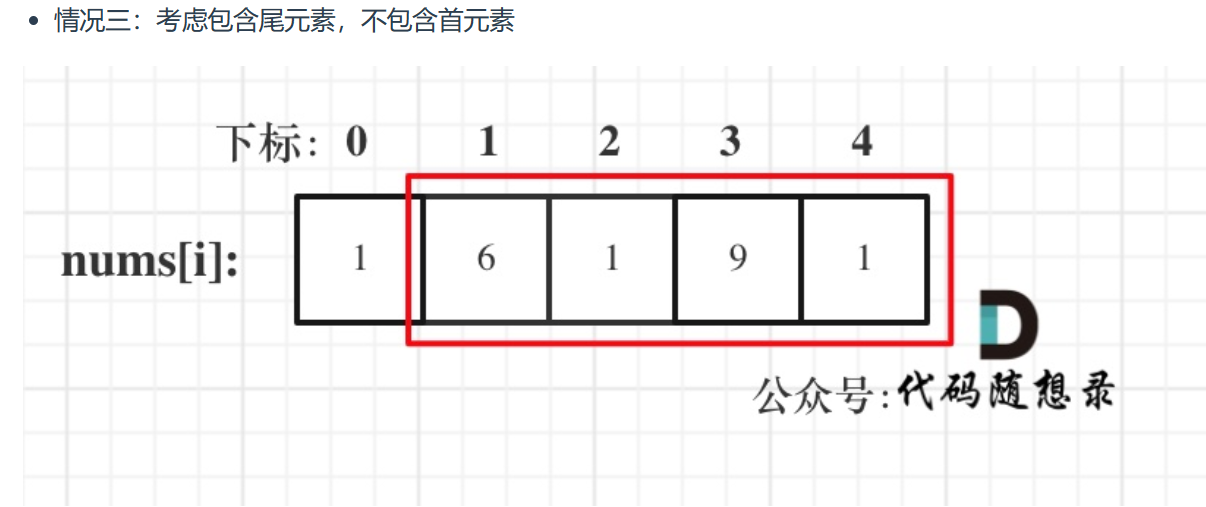 • 情况三：考虑包含尾元素，不包含首元素
下标: 0 1 2 3 4
nums[i]: 1 6 1 9 1
D
公众号:代码随想录